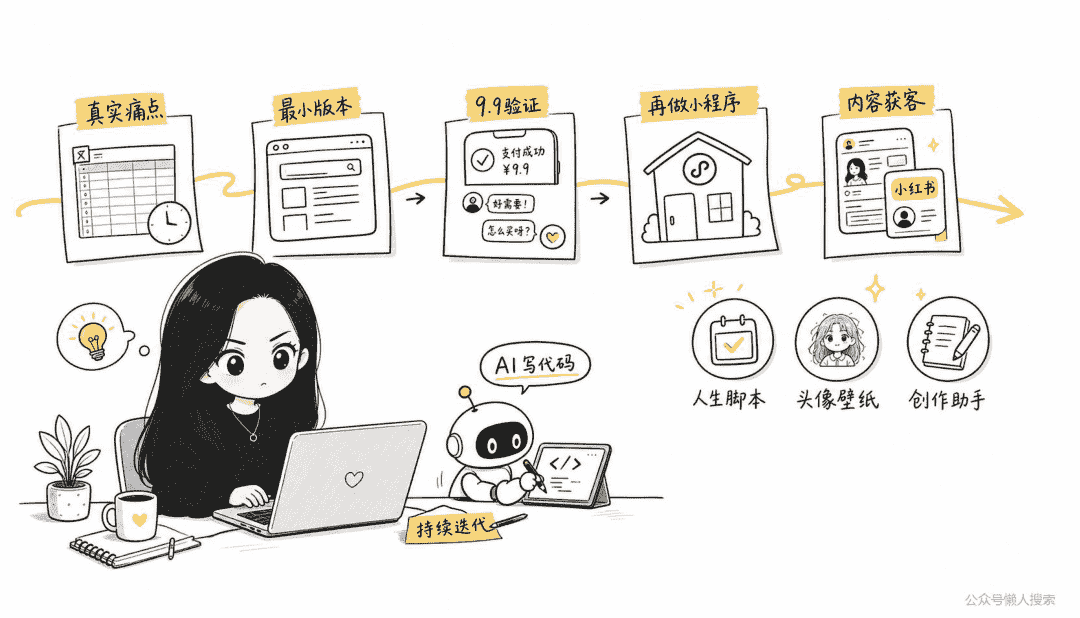 真实痛点
最小版本
9.9验证
再做小程序
内容获客
文
支付成功
¥9.9
好需要!
怎么买呀?
小红书
AI写代码
</>
人生脚本
头像壁纸
创作助手
持续迭代
公众号懒人搜索